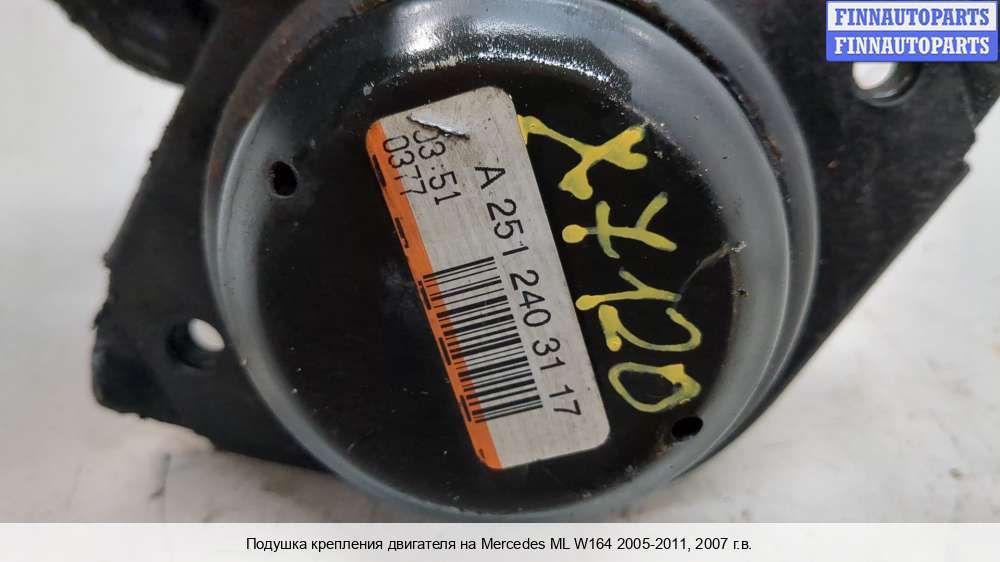 FINNAUTOPARTS
FINNAUTOPARTS
03:51
0377
A 251 240 31 17
Подушка крепления двигателя на Mercedes ML W164 2005-2011, 2007 г.в.